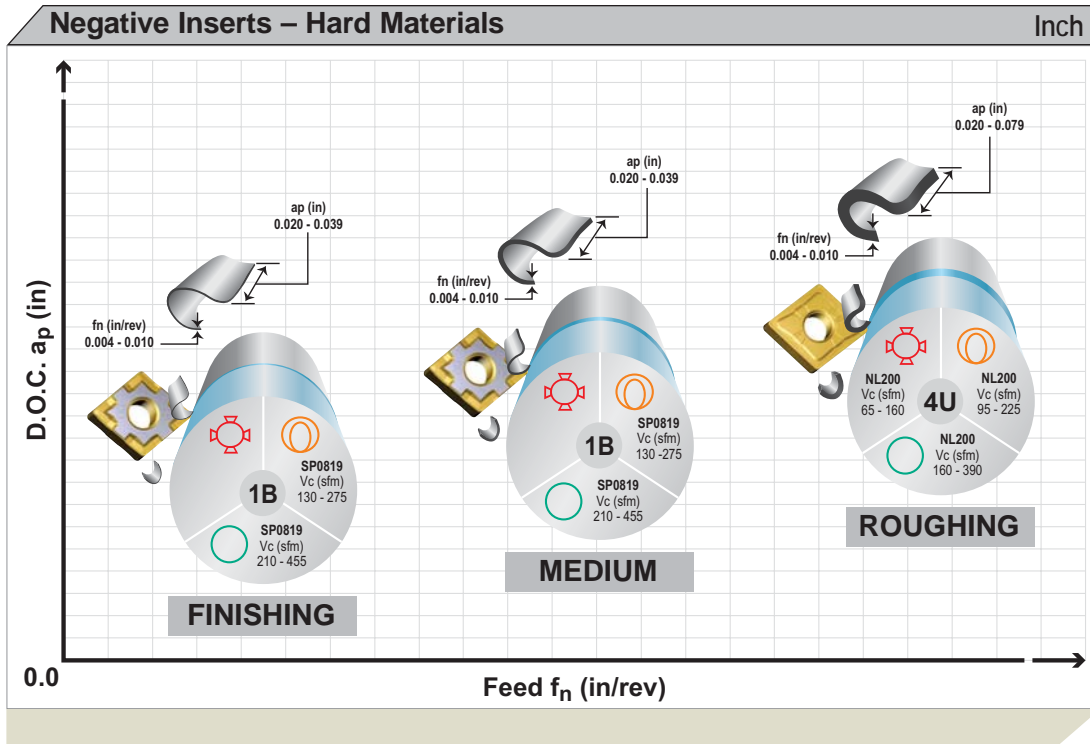 Negative Inserts – Hard Materials
Inch
D.O.C. ap (in)
ap (in)
0.020 - 0.039
fn (in/rev)
0.004 - 0.010
1B
SP0819
Vc (sfm)
130 - 275
SP0819
Vc (sfm)
210 - 455
FINISHING
ap (in)
0.020 - 0.039
fn (in/rev)
0.004 - 0.010
1B
SP0819
Vc (sfm)
130 -275
SP0819
Vc (sfm)
210 - 455
MEDIUM
ap (in)
0.020 - 0.079
fn (in/rev)
0.004 - 0.010
NL200
Vc (sfm)
65 - 160
4U
NL200
Vc (sfm)
95 - 225
NL200
Vc (sfm)
160 - 390
ROUGHING
0.0
Feed fn (in/rev)